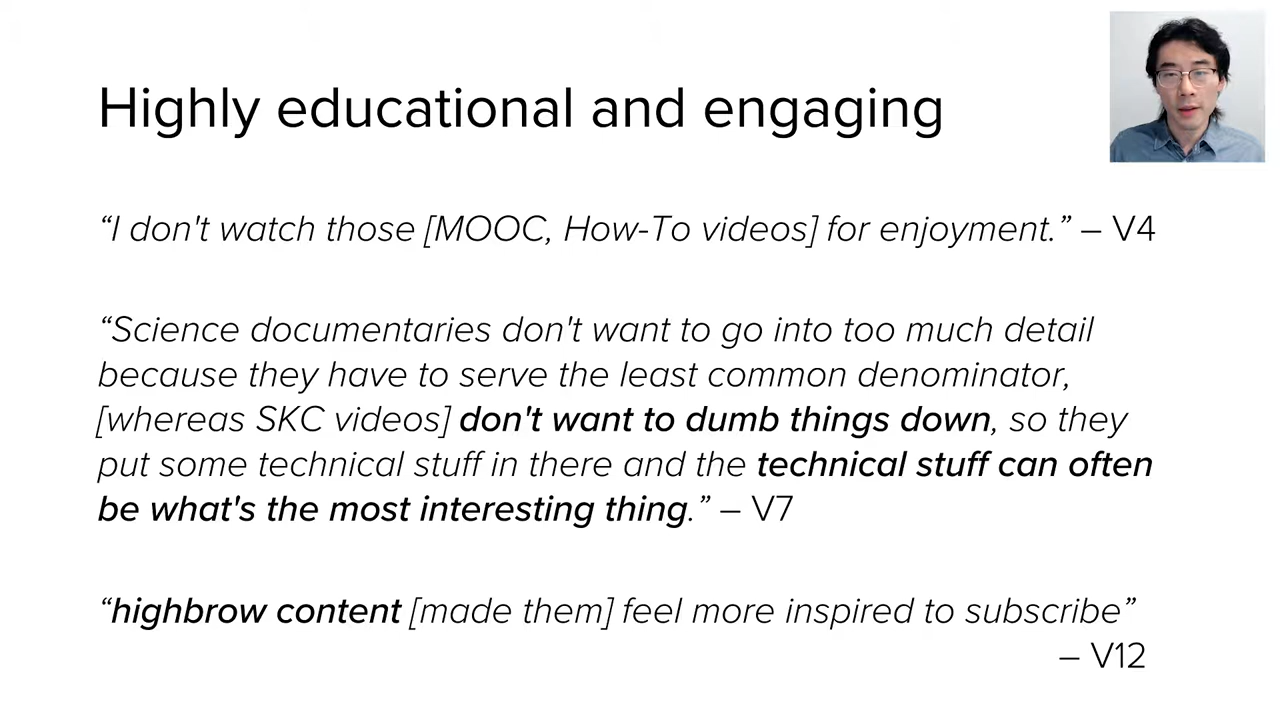 Highly educational and engaging
“I don't watch those [MOOC, How-To videos] for enjoyment.” – V4
“Science documentaries don't want to go into too much detail
because they have to serve the least common denominator,
[whereas SKC videos] don't want to dumb things down, so they
put some technical stuff in there and the technical stuff can often
be what's the most interesting thing.” – V7
“highbrow content [made them] feel more inspired to subscribe”
– V12